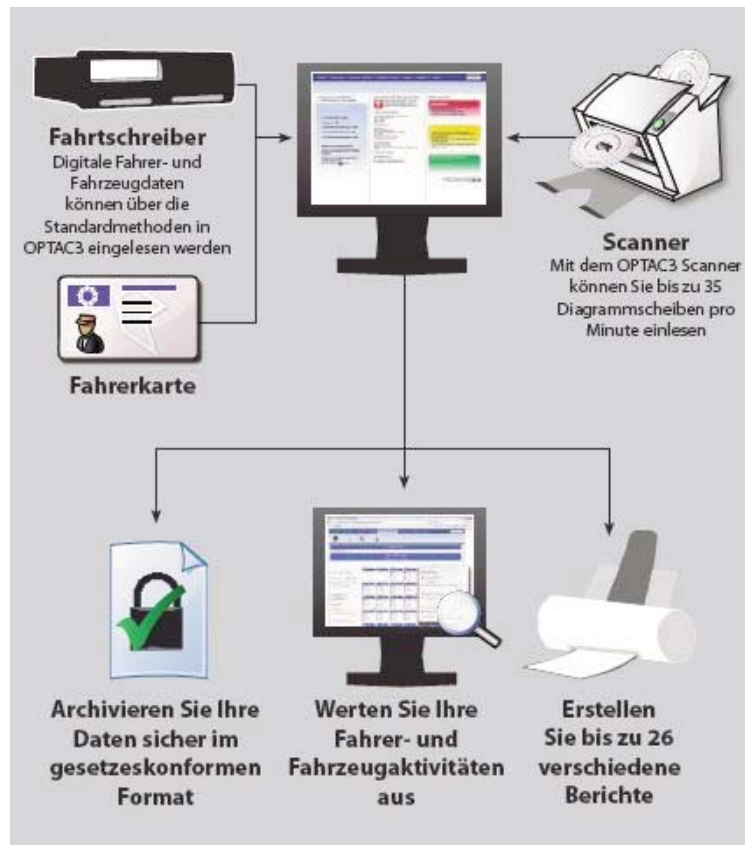 Fahrtschreiber
Digitale Fahrer- und
Fahrzeugdaten
können über die
Standardmethoden in
OPTAC3 eingelesen werden
Fahrerkarte
Scanner
Mit dem OPTAC3 Scanner
können Sie bis zu 35
Diagrammscheiben pro
Minute einlesen
Archivieren Sie Ihre
Daten sicher im
gesetzeskonformen
Format
Werten Sie Ihre
Fahrer- und
Fahrzeugaktivitäten
aus
Erstellen
Sie bis zu 26
verschiedene
Berichte